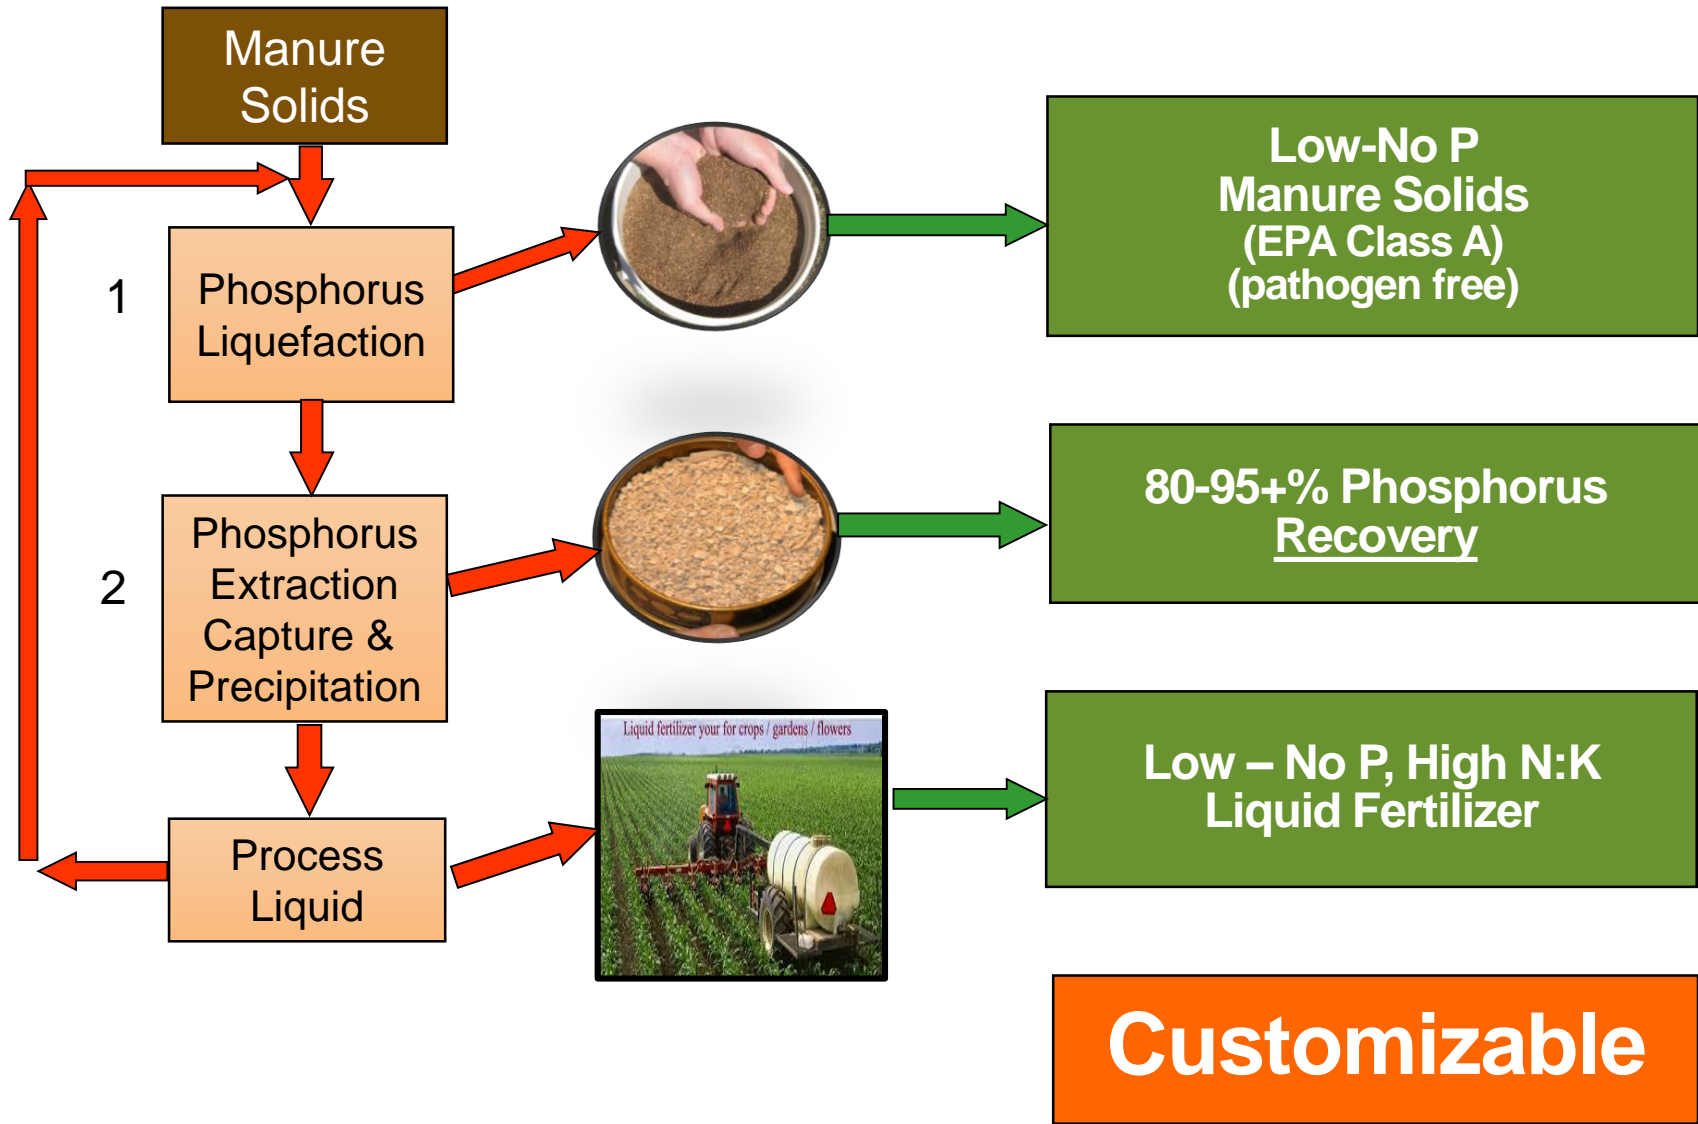 Manure
Solids
1
Phosphorus
Liquefaction
Low-No P
Manure Solids
(EPA Class A)
(pathogen free)
2
Phosphorus
Extraction
Capture &
Precipitation
80-95+% Phosphorus
Recovery
Process
Liquid
Liquid fertilizer your for crops / gardens / flowers
Low – No P, High N:K
Liquid Fertilizer
Customizable